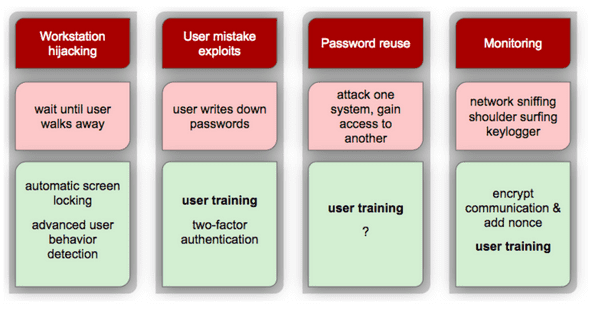 Workstation
hijacking
wait until user
walks away
automatic screen
locking
advanced user
behavior
detection
User mistake
exploits
user writes down
passwords
user training
two-factor
authentication
Password reuse
attack one
system, gain
access to
another
user training
?
Monitoring
network sniffing
shoulder surfing
keylogger
encrypt
communication &
add nonce
user training